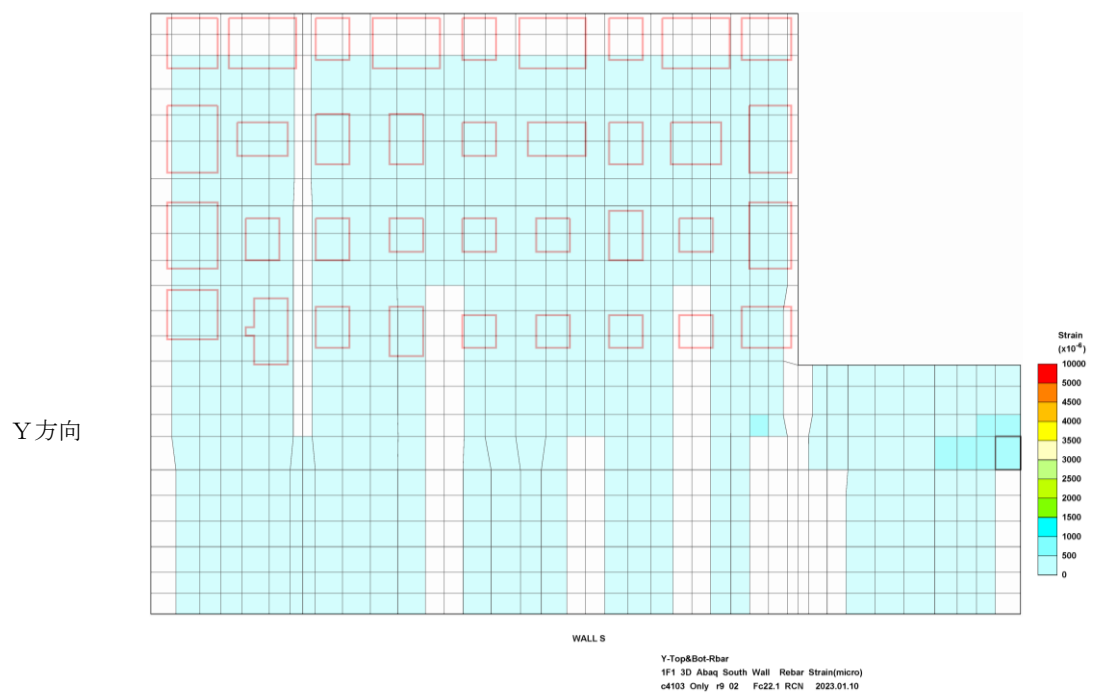 Strain
(x10⁻⁶)
10000
5000
4500
4000
3500
3000
2500
2000
1500
1000
500
0
Y方向
WALL S
Y-Top&Bot-Rbar
1F1 3D Abaq South Wall Rebar Strain(micro)
c4103 Only r9 02 Fc22.1 RCN 2023.01.10